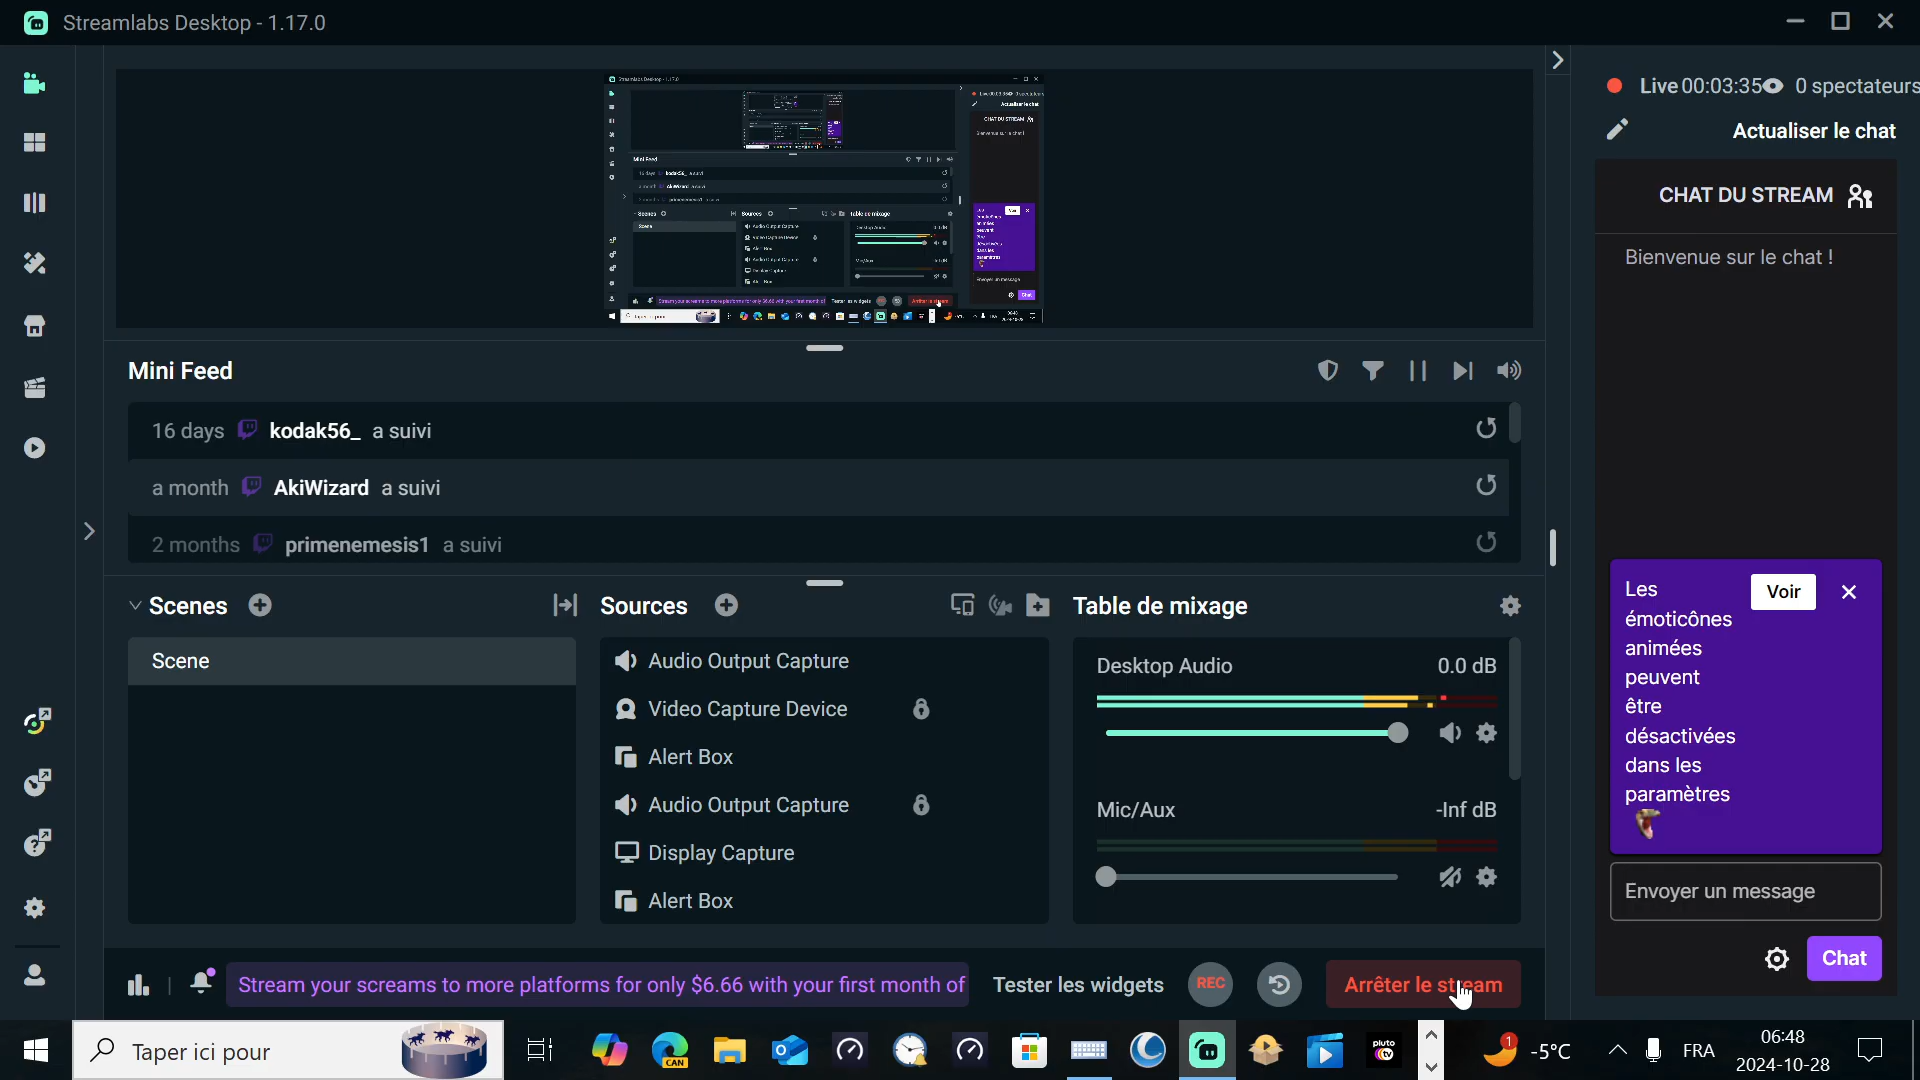 Streamlabs Desktop - 1.17.0
Live 00:03:35 0 spectateurs
Actualiser le chat
CHAT DU STREAM
Bienvenue sur le chat !
Mini Feed
16 days kodak56_ a suivi
a month AkiWizard a suivi
2 months primenemesis1 a suivi
Scenes
Scene
Sources
Audio Output Capture
Video Capture Device
Alert Box
Audio Output Capture
Display Capture
Alert Box
Table de mixage
Desktop Audio 0.0 dB
Mic/Aux -Inf dB
Les
émoticônes
animées
peuvent
être
désactivées
dans les
paramètres
Voir
Envoyer un message
Chat
Stream your screams to more platforms for only $6.66 with your first month of
Tester les widgets
REC
Arrêter le stream
Taper ici pour
CAN
pluto tv
1
-5°C
FRA
06:48
2024-10-28